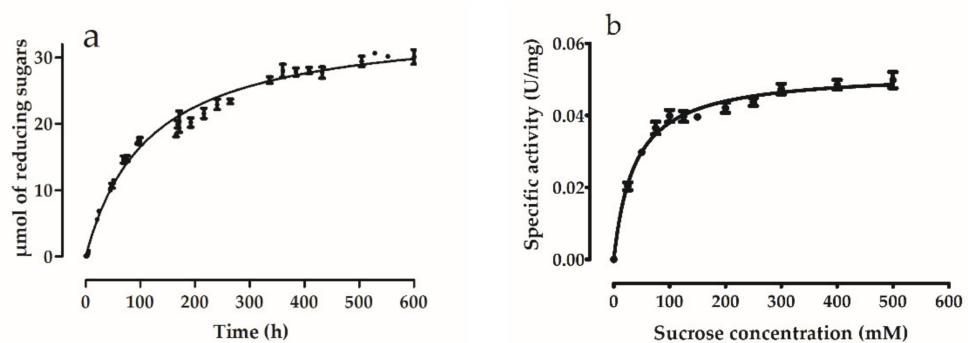 a
µmol of reducing sugars
30
20
10
0
0 100 200 300 400 500 600
Time (h)
b
Specific activity (U/mg)
0.06
0.04
0.02
0.00
0 100 200 300 400 500 600
Sucrose concentration (mM)